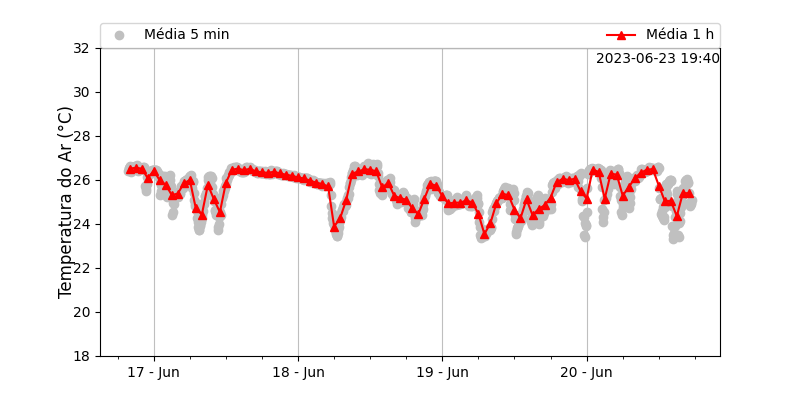 Média 5 min
Média 1 h
2023-06-23 19:40
Temperatura do Ar (°C)
32
30
28
26
24
22
20
18
17 - Jun
18 - Jun
19 - Jun
20 - Jun